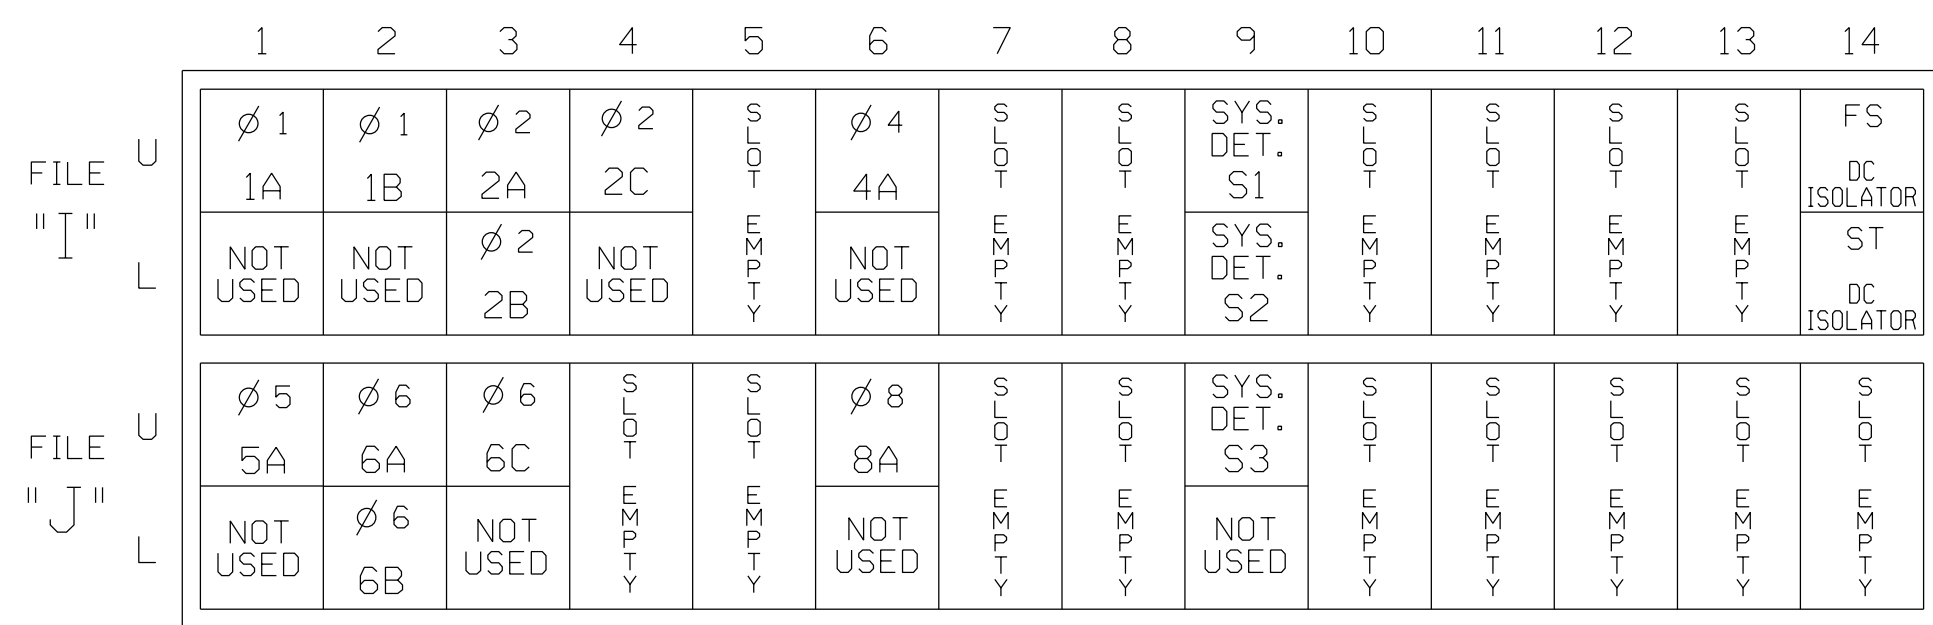 1 2 3 4 5 6 7 8 9 10 11 12 13 14
FILE "I"
U
Ø 1 1A
Ø 1 1B
Ø 2 2A
Ø 2 2C
SLOT EMPTY
Ø 4 4A
SLOT EMPTY
SLOT EMPTY
SYS. DET. S1
SLOT EMPTY
SLOT EMPTY
SLOT EMPTY
SLOT EMPTY
FS DC ISOLATOR
L
NOT USED
NOT USED
Ø 2 2B
NOT USED
NOT USED
SYS. DET. S2
ST DC ISOLATOR
FILE "J"
U
Ø 5 5A
Ø 6 6A
Ø 6 6C
SLOT EMPTY
SLOT EMPTY
Ø 8 8A
SLOT EMPTY
SLOT EMPTY
SYS. DET. S3
SLOT EMPTY
SLOT EMPTY
SLOT EMPTY
SLOT EMPTY
SLOT EMPTY
L
NOT USED
Ø 6 6B
NOT USED
NOT USED
NOT USED